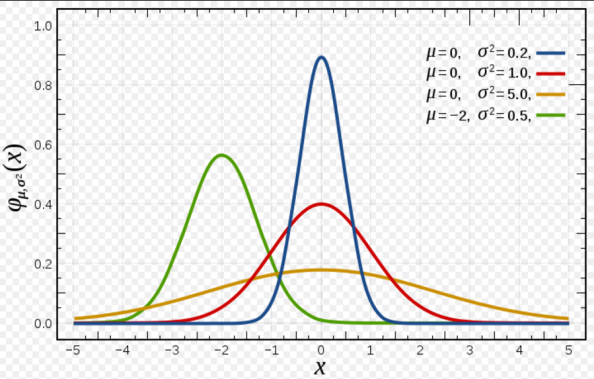 1.0
0.8
0.6
0.4
0.2
0.0
φμ,σ²(x)
μ=0, σ²=0.2,
μ=0, σ²=1.0,
μ=0, σ²=5.0,
μ=−2, σ²=0.5,
−5 −4 −3 −2 −1 0 1 2 3 4 5
x